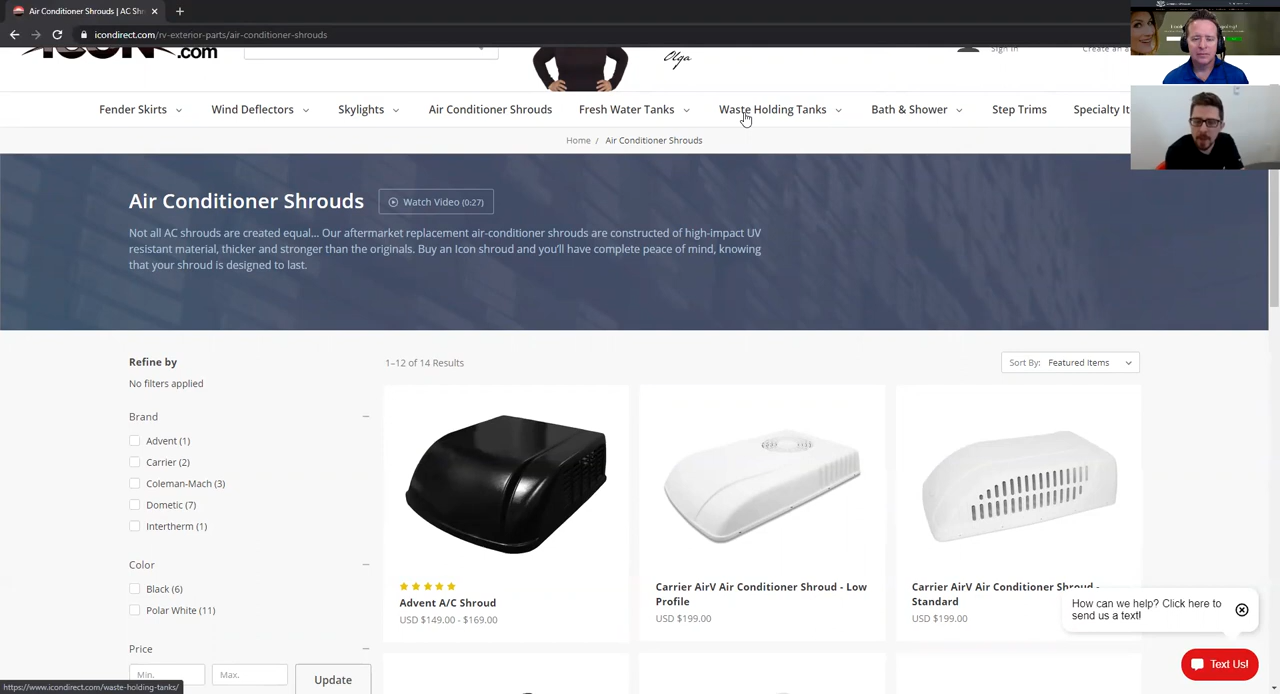 Air Conditioner Shrouds | AC Shr
icondirect.com/rv-exterior-parts/air-conditioner-shrouds
ICON.com
Olga
Sign In
Create an a
Fender Skirts
Wind Deflectors
Skylights
Air Conditioner Shrouds
Fresh Water Tanks
Waste Holding Tanks
Bath & Shower
Step Trims
Specialty It
Home / Air Conditioner Shrouds
Air Conditioner Shrouds
Watch Video (0:27)
Not all AC shrouds are created equal... Our aftermarket replacement air-conditioner shrouds are constructed of high-impact UV
resistant material, thicker and stronger than the originals. Buy an Icon shroud and you'll have complete peace of mind, knowing
that your shroud is designed to last.
Refine by
No filters applied
Brand
Advent (1)
Carrier (2)
Coleman-Mach (3)
Dometic (7)
Intertherm (1)
Color
Black (6)
Polar White (11)
Price
Min.
Max.
Update
1–12 of 14 Results
Sort By: Featured Items
Advent A/C Shroud
USD $149.00 - $169.00
Carrier AirV Air Conditioner Shroud - Low
Profile
USD $199.00
Carrier AirV Air Conditioner Shroud -
Standard
USD $199.00
How can we help? Click here to
send us a text!
Text Us!
https://www.icondirect.com/waste-holding-tanks/